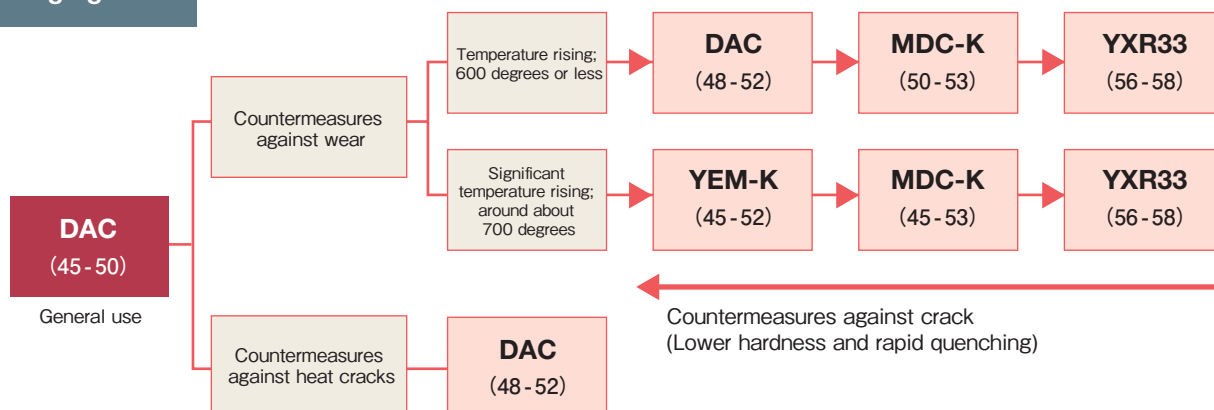 Temperature rising;
600 degrees or less
DAC
(48-52)
MDC-K
(50-53)
YXR33
(56-58)
Countermeasures
against wear
Significant
temperature rising;
around about
700 degrees
YEM-K
(45-52)
MDC-K
(45-53)
YXR33
(56-58)
DAC
(45-50)
General use
Countermeasures against crack
(Lower hardness and rapid quenching)
Countermeasures
against heat cracks
DAC
(48-52)